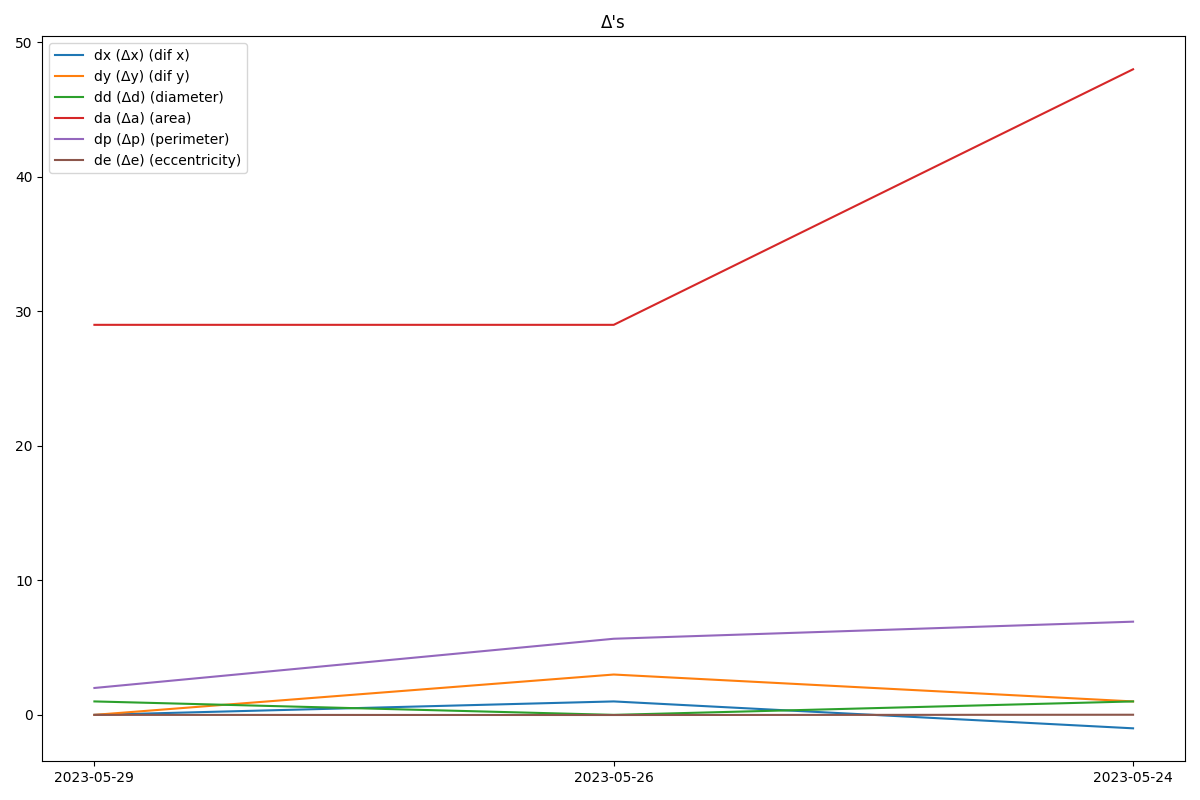 Δ's
50
40
30
20
10
0
dx (Δx) (dif x)
dy (Δy) (dif y)
dd (Δd) (diameter)
da (Δa) (area)
dp (Δp) (perimeter)
de (Δe) (eccentricity)
2023-05-29
2023-05-26
2023-05-24